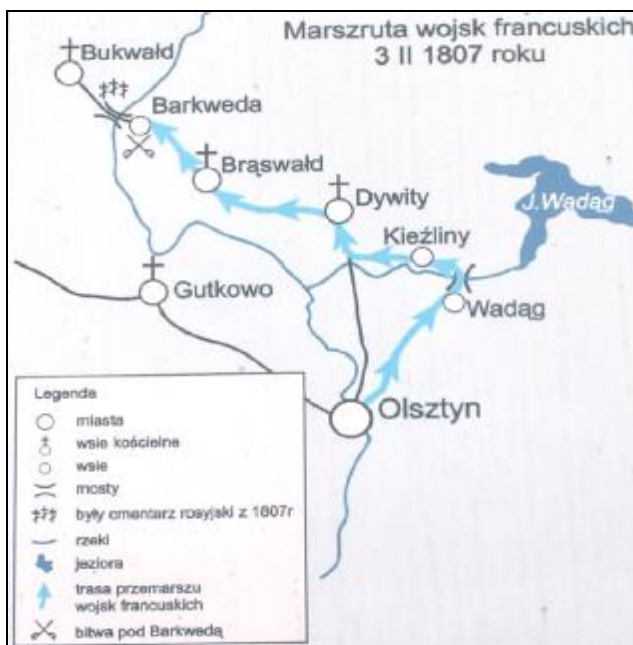 Marszruta wojsk francuskich
3 II 1807 roku
Bukwałd
Barkweda
Brąswałd
Dywity
J.Wadąg
Kieźliny
Gutkowo
Wadąg
Olsztyn
Legenda
miasta
wsie kościelne
wsie
mosty
były cmentarz rosyjski z 1807r
rzeki
jeziora
trasa przemarszu
wojsk francuskich
bitwa pod Barkwedą